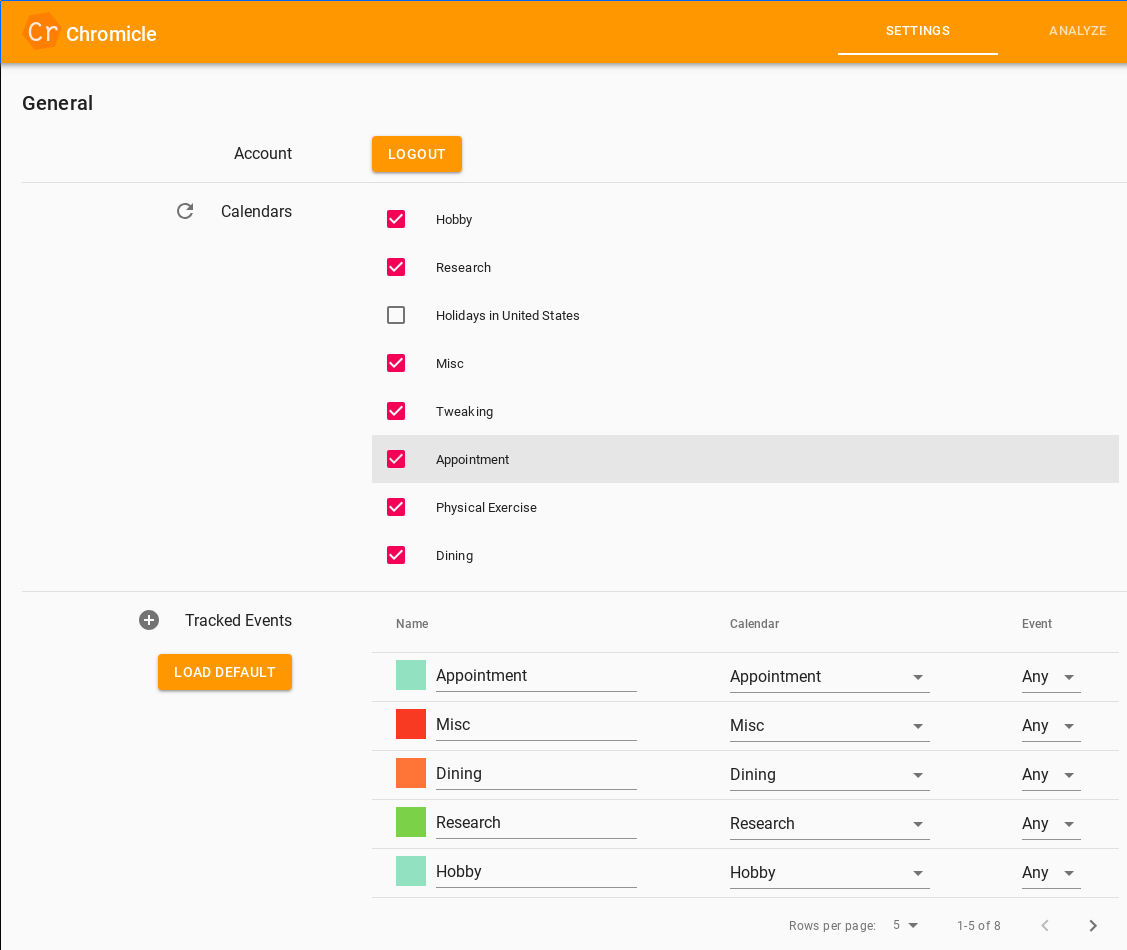 Cr Chromicle SETTINGS ANALYZE
General
Account LOGOUT
Calendars
Hobby
Research
Holidays in United States
Misc
Tweaking
Appointment
Physical Exercise
Dining
Tracked Events
LOAD DEFAULT
Name Calendar Event
Appointment Appointment Any
Misc Misc Any
Dining Dining Any
Research Research Any
Hobby Hobby Any
Rows per page: 5 1-5 of 8